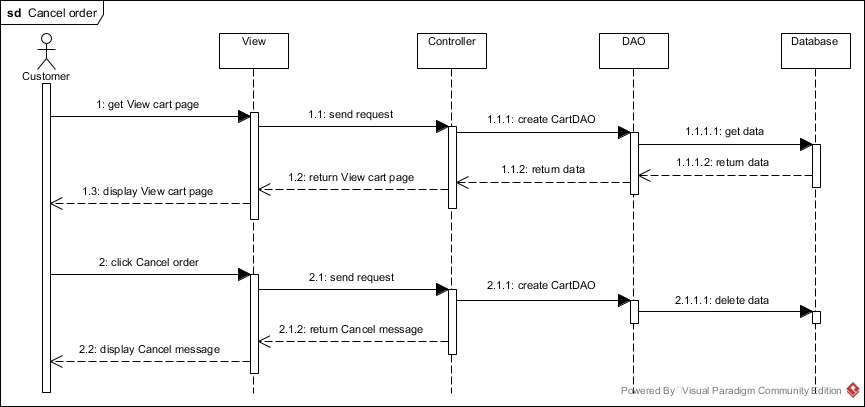 sd Cancel order
View
Controller
DAO
Database
Customer
1: get View cart page
1.1: send request
1.1.1: create CartDAO
1.1.1.1: get data
1.1.1.2: return data
1.1.2: return data
1.2: return View cart page
1.3: display View cart page
2: click Cancel order
2.1: send request
2.1.1: create CartDAO
2.1.1.1: delete data
2.1.2: return Cancel message
2.2: display Cancel message
Powered By Visual Paradigm Community Edition